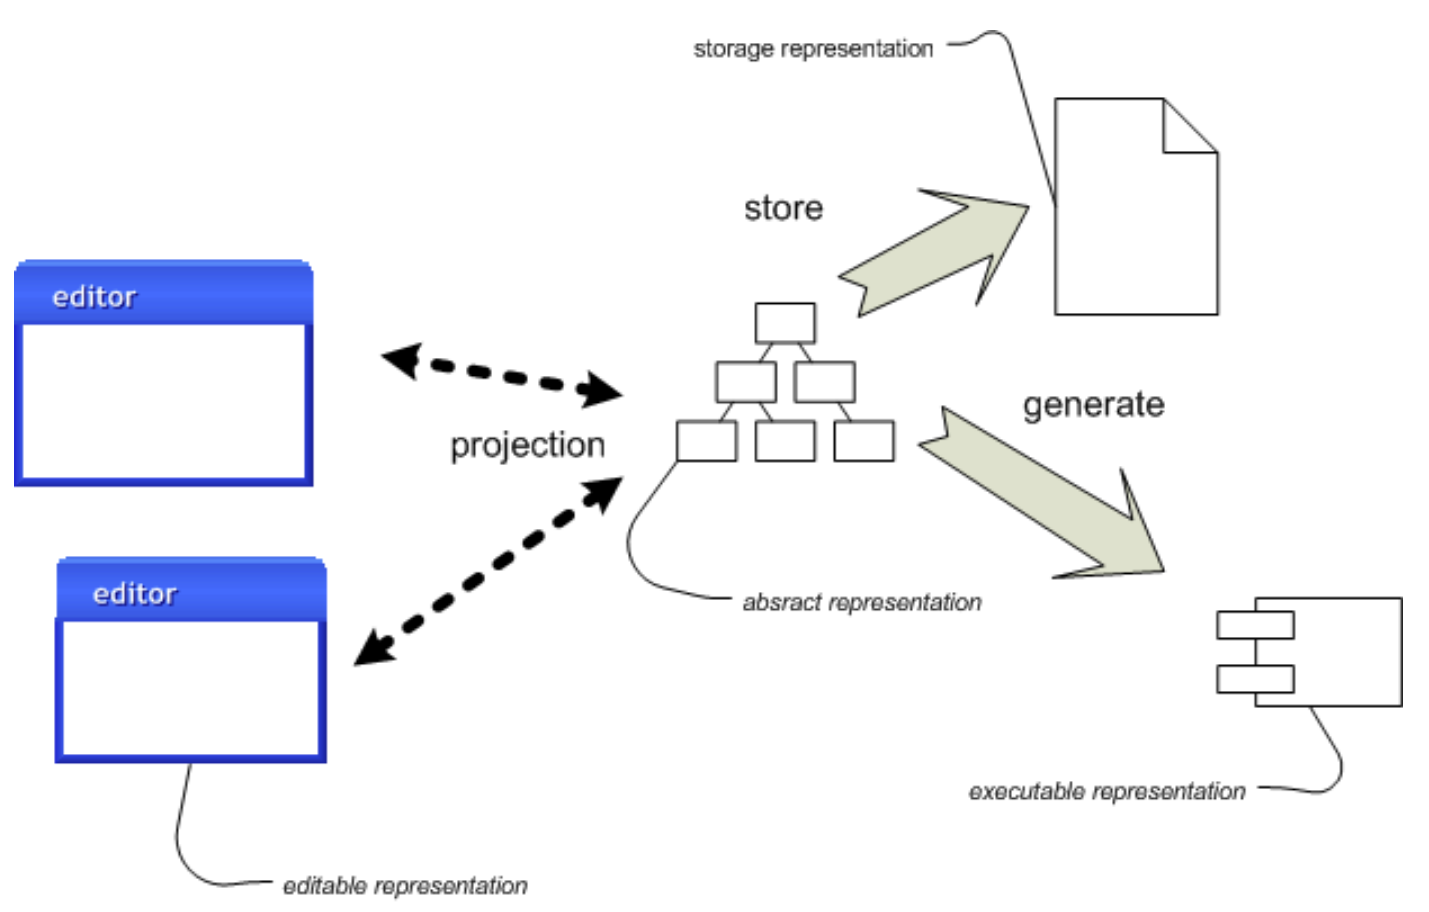 storage representation
store
editor
generate
projection
editor
absract representation
executable representation
editable representation